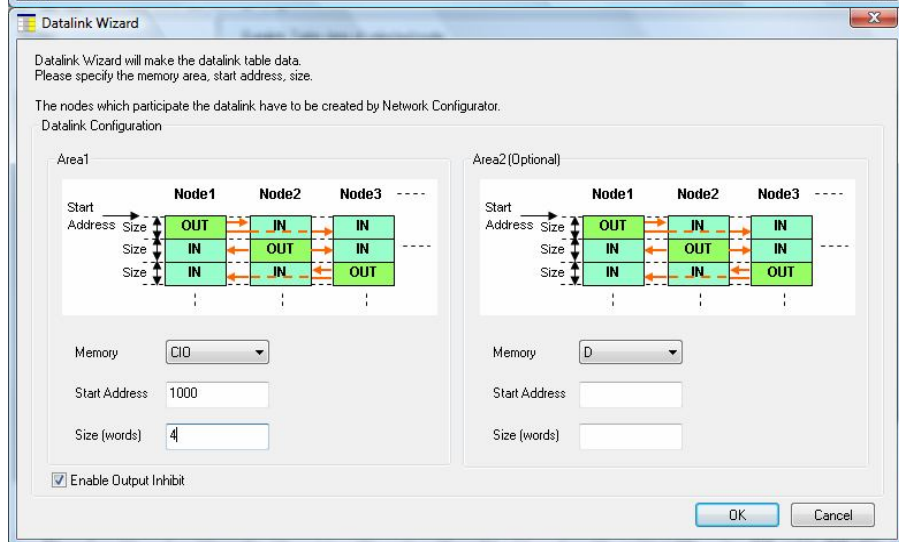 Datalink Wizard
Datalink Wizard will make the datalink table data.
Please specify the memory area, start address, size.
The nodes which participate the datalink have to be created by Network Configurator.
Datalink Configuration
Area1
Node1 Node2 Node3
Start
Address Size OUT IN IN
Size IN OUT IN
Size IN IN OUT
Memory CIO
Start Address 1000
Size (words) 4
Area2 (Optional)
Node1 Node2 Node3
Start
Address Size OUT IN IN
Size IN OUT IN
Size IN IN OUT
Memory D
Start Address
Size (words)
Enable Output Inhibit
OK Cancel